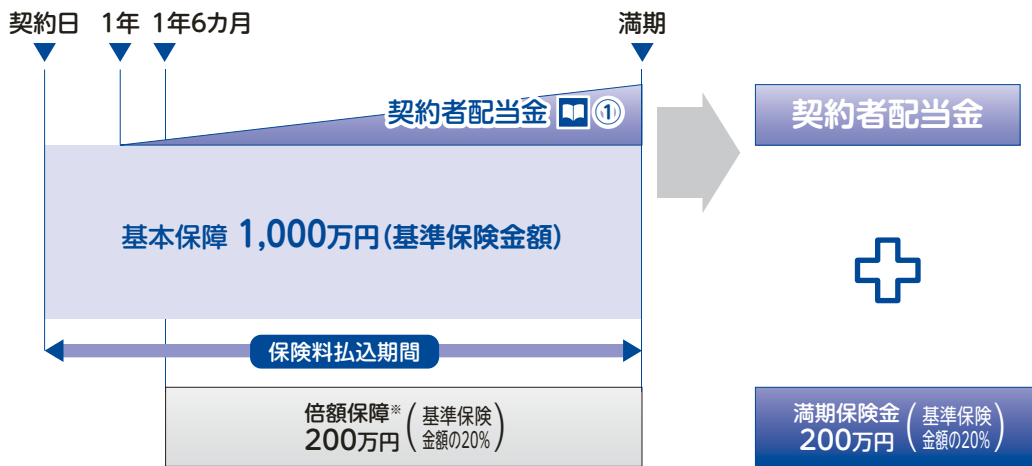 契約日 1年 1年6カ月 満期
契約者配当金 ①
契約者配当金
基本保障 1,000万円(基準保険金額)
保険料払込期間
倍額保障※
200万円
(基準保険
金額の20%)
満期保険金
200万円
(基準保険
金額の20%)